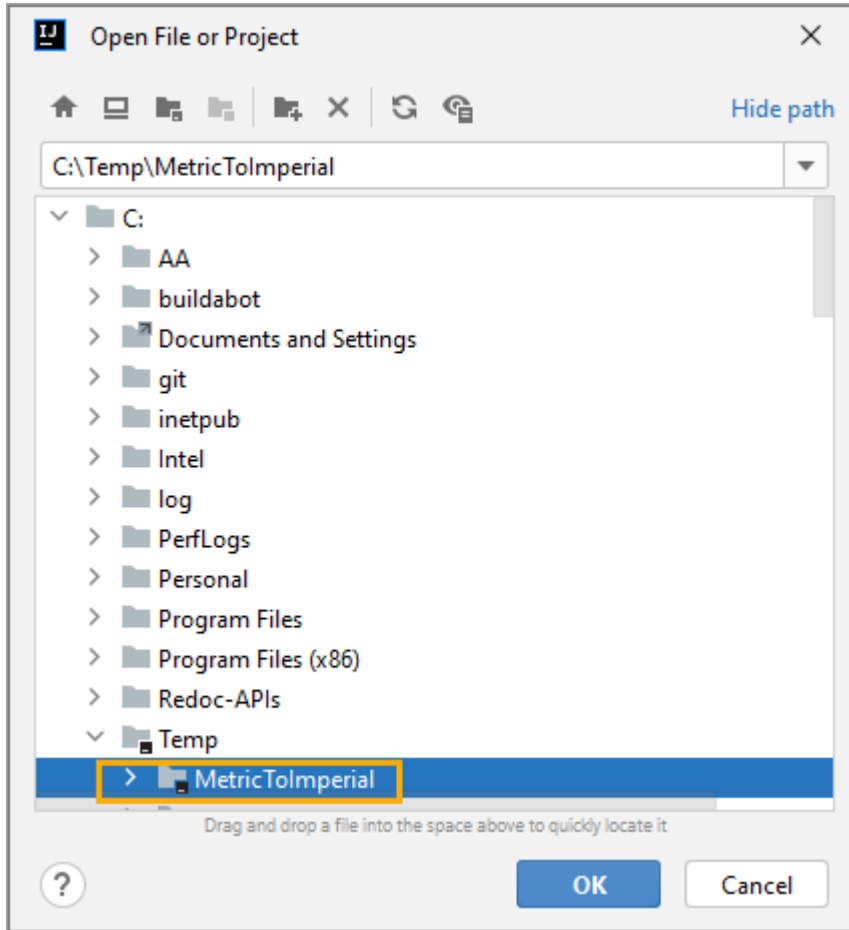 IJ
Open File or Project
Hide path
C:\Temp\MetricToImperial
C:
AA
buildabot
Documents and Settings
git
inetpub
Intel
log
PerfLogs
Personal
Program Files
Program Files (x86)
Redoc-APIs
Temp
MetricToImperial
Drag and drop a file into the space above to quickly locate it
?
OK
Cancel